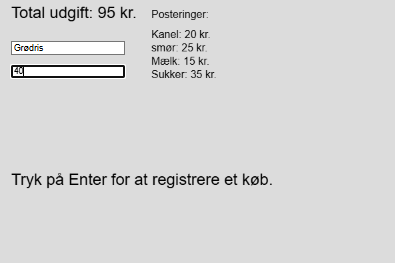 Total udgift: 95 kr.
Grødris
40
Posteringer:
Kanel: 20 kr.
smør: 25 kr.
Mælk: 15 kr.
Sukker: 35 kr.
Tryk på Enter for at registrere et køb.